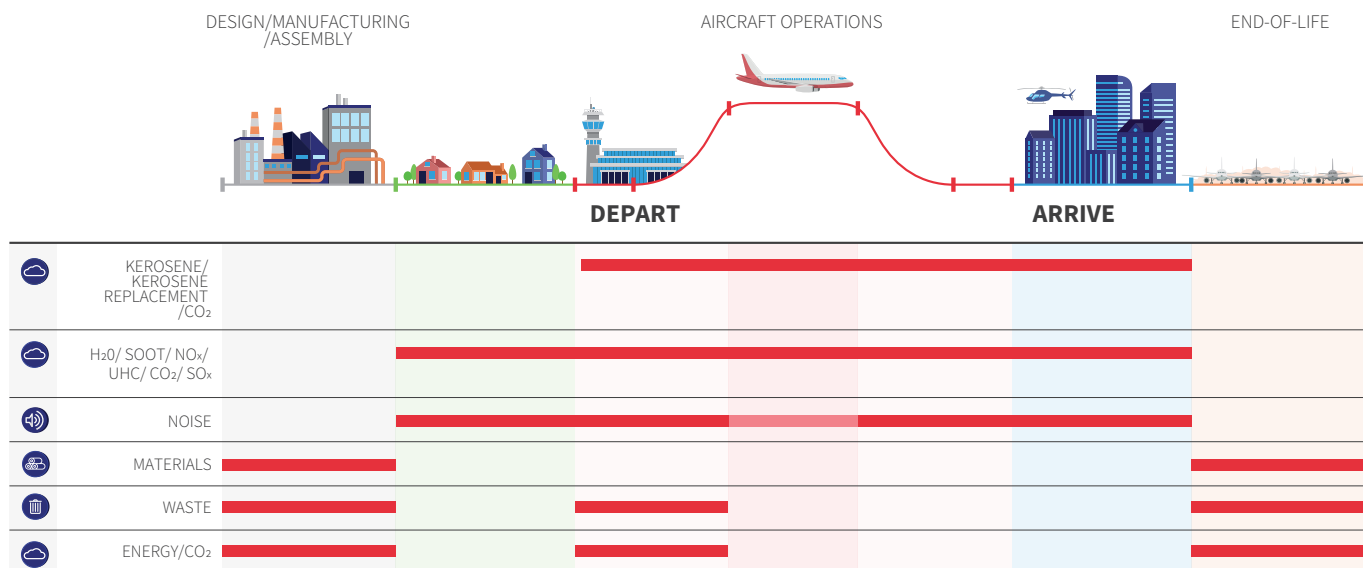 DESIGN/MANUFACTURING
/ASSEMBLY
AIRCRAFT OPERATIONS
END-OF-LIFE
DEPART
ARRIVE
KEROSENE/
KEROSENE
REPLACEMENT
/CO₂
H₂0/ SOOT/ NOₓ/
UHC/ CO₂/ SOₓ
NOISE
MATERIALS
WASTE
ENERGY/CO₂